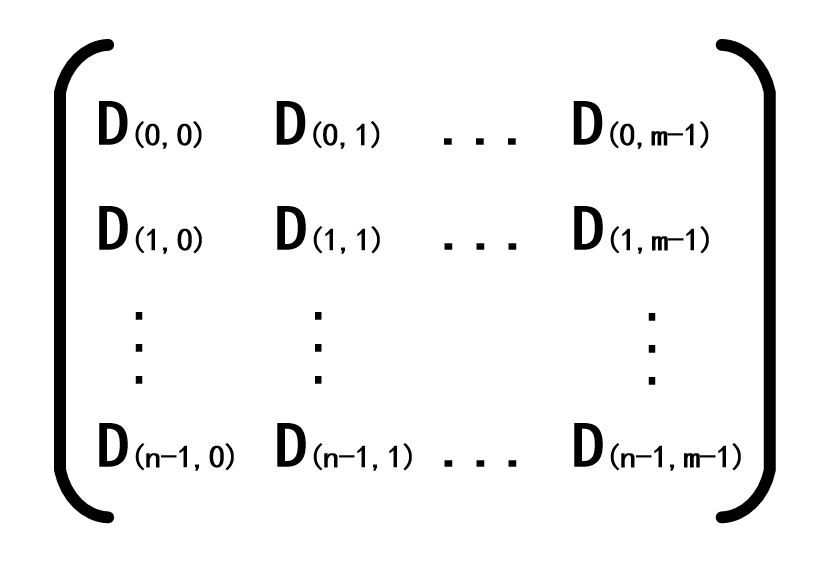 D(0,0) D(0,1) ... D(0,m-1)
D(1,0) D(1,1) ... D(1,m-1)
. . .
. . .
. . .
D(n-1,0) D(n-1,1) ... D(n-1,m-1)